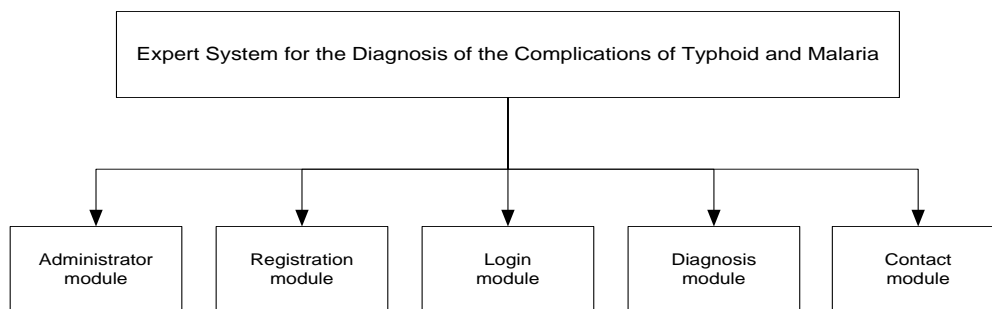 Expert System for the Diagnosis of the Complications of Typhoid and Malaria
Administrator
module
Registration
module
Login
module
Diagnosis
module
Contact
module